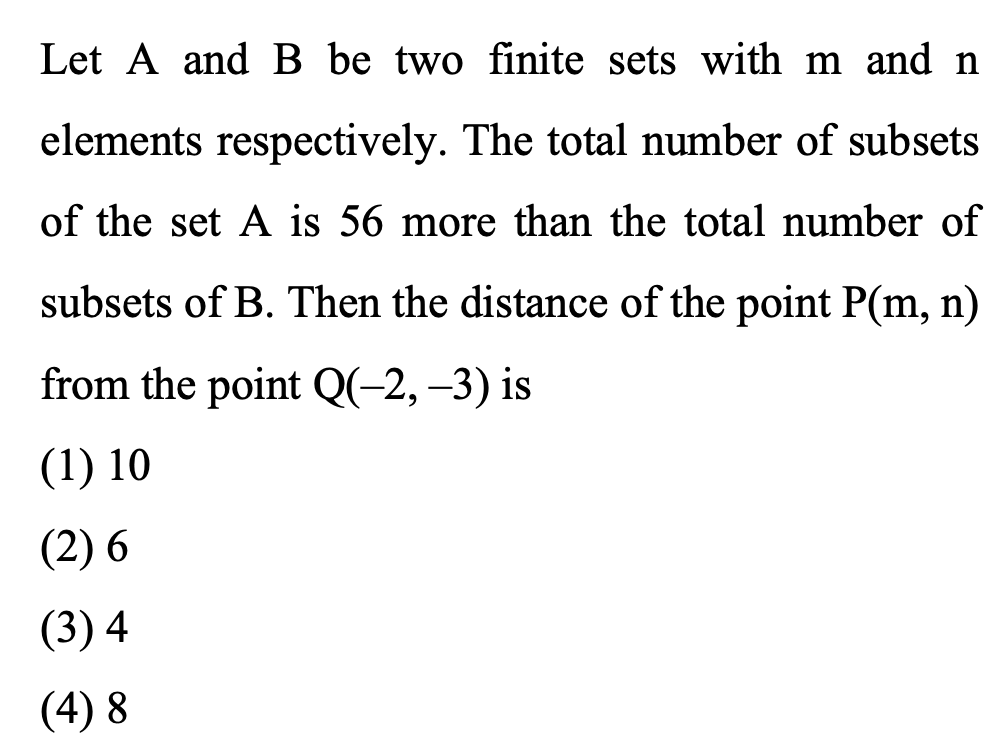 Let A and B be two finite sets with m and n
elements respectively. The total number of subsets
of the set A is 56 more than the total number of
subsets of B. Then the distance of the point P(m, n)
from the point Q(–2, –3) is
(1) 10
(2) 6
(3) 4
(4) 8